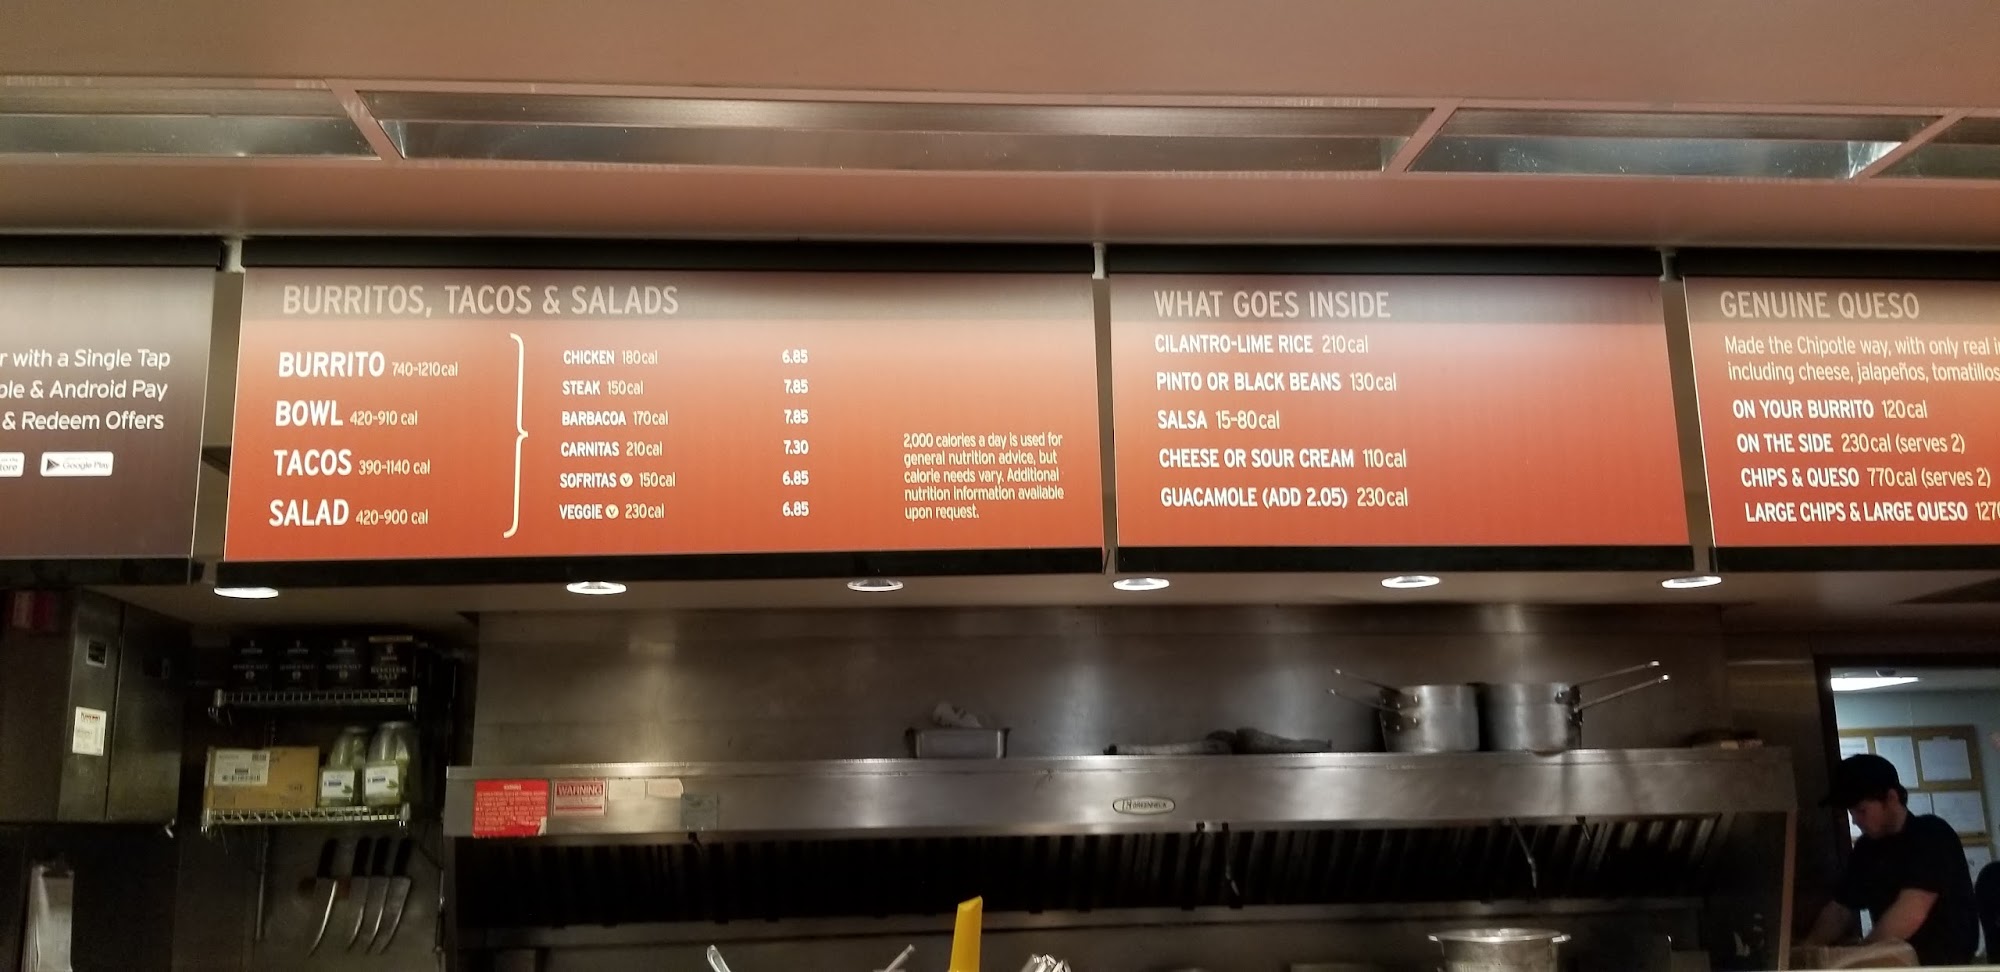 r with a Single Tap
ple & Android Pay
& Redeem Offers
tore
Google Play
BURRITOS, TACOS & SALADS
BURRITO 740-1210cal
BOWL 420-910 cal
TACOS 390-1140 cal
SALAD 420-900 cal
CHICKEN 180cal 6.85
STEAK 150cal 7.85
BARBACOA 170cal 7.85
CARNITAS 210cal 7.30
SOFRITAS V 150cal 6.85
VEGGIE V 230cal 6.85
2,000 calories a day is used for
general nutrition advice, but
calorie needs vary. Additional
nutrition information available
upon request.
WHAT GOES INSIDE
CILANTRO-LIME RICE 210cal
PINTO OR BLACK BEANS 130cal
SALSA 15-80cal
CHEESE OR SOUR CREAM 110cal
GUACAMOLE (ADD 2.05) 230cal
GENUINE QUESO
Made the Chipotle way, with only real
including cheese, jalapeños, tomatillos
ON YOUR BURRITO 120cal
ON THE SIDE 230cal (serves 2)
CHIPS & QUESO 770cal (serves 2)
LARGE CHIPS & LARGE QUESO 1270
WARNING
GREENHECK